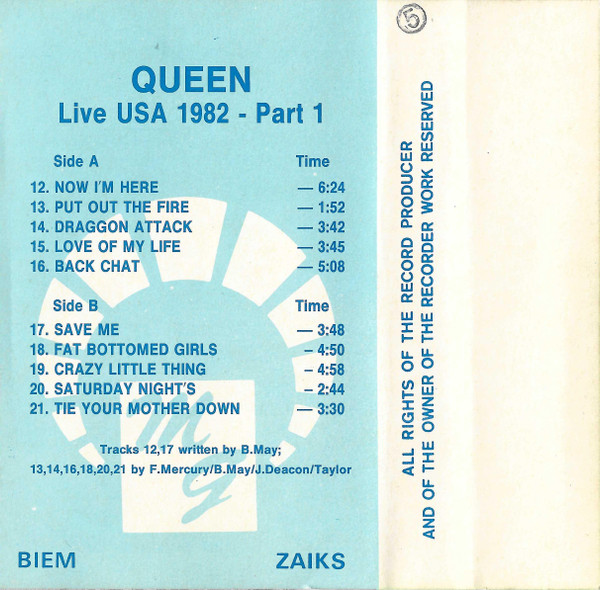 QUEEN
Live USA 1982 - Part 1
Side A Time
12. NOW I'M HERE — 6:24
13. PUT OUT THE FIRE — 1:52
14. DRAGGON ATTACK — 3:42
15. LOVE OF MY LIFE — 3:45
16. BACK CHAT — 5:08
Side B Time
17. SAVE ME — 3:48
18. FAT BOTTOMED GIRLS – 4:50
19. CRAZY LITTLE THING – 4:58
20. SATURDAY NIGHT'S – 2:44
21. TIE YOUR MOTHER DOWN — 3:30
Tracks 12,17 written by B.May;
13,14,16,18,20,21 by F.Mercury/B.May/J.Deacon/Taylor
MG
BIEM ZAIKS
5
ALL RIGHTS OF THE RECORD PRODUCER
AND OF THE OWNER OF THE RECORDER WORK RESERVED